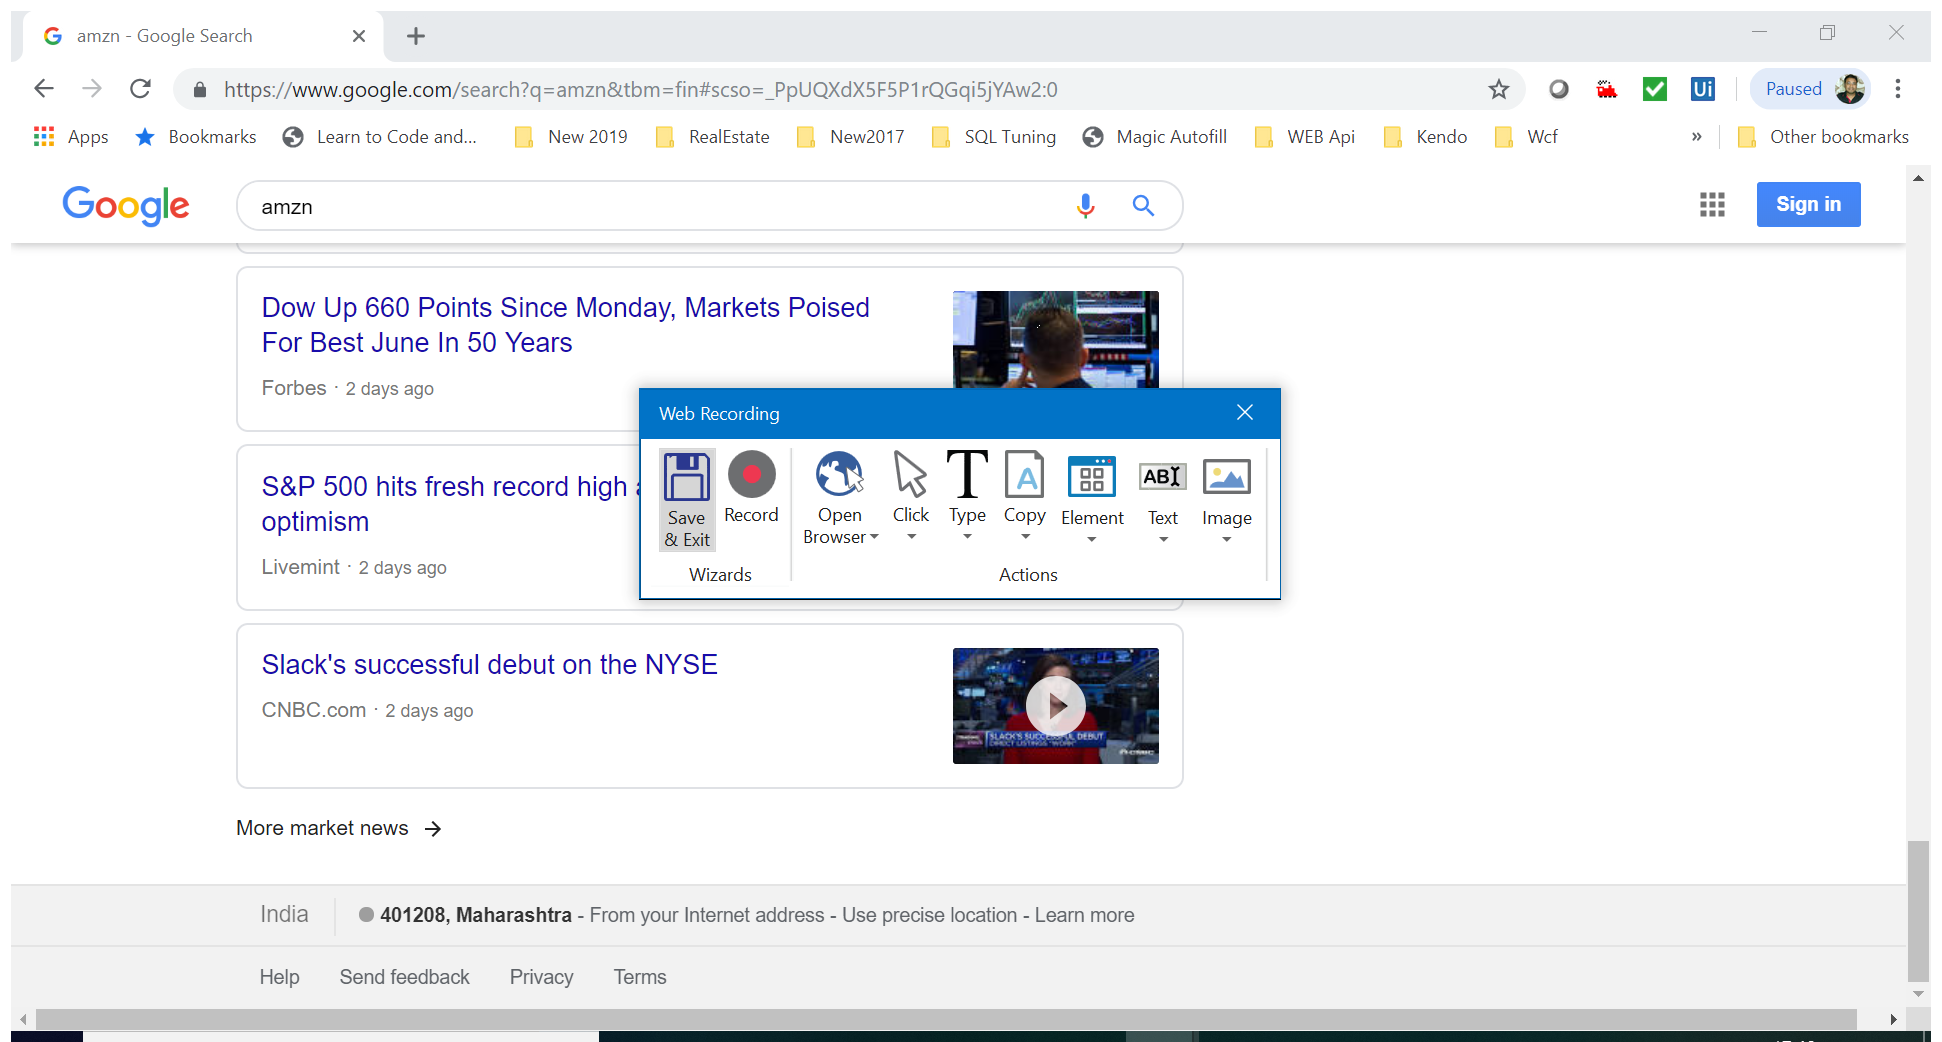 amzn - Google Search
https://www.google.com/search?q=amzn&tbm=fin#scso=_PpUQXdX5F5P1rQGqi5jYAw2:0
Ui
Paused
Apps Bookmarks Learn to Code and... New 2019 RealEstate New2017 SQL Tuning Magic Autofill WEB Api Kendo Wcf » Other bookmarks
Google
amzn
Sign in
Dow Up 660 Points Since Monday, Markets Poised
For Best June In 50 Years
Forbes · 2 days ago
S&P 500 hits fresh record high
optimism
Livemint · 2 days ago
Web Recording
Save
& Exit
Record
Wizards
Open
Browser
Click
T
Type
A
Copy
Element
AB
Text
Image
Actions
Slack's successful debut on the NYSE
CNBC.com · 2 days ago
SLACK'S SUCCESSFUL DEBUT
DIRECT LISTINGS "WORK"
CNBC
More market news
India
401208, Maharashtra - From your Internet address - Use precise location - Learn more
Help Send feedback Privacy Terms